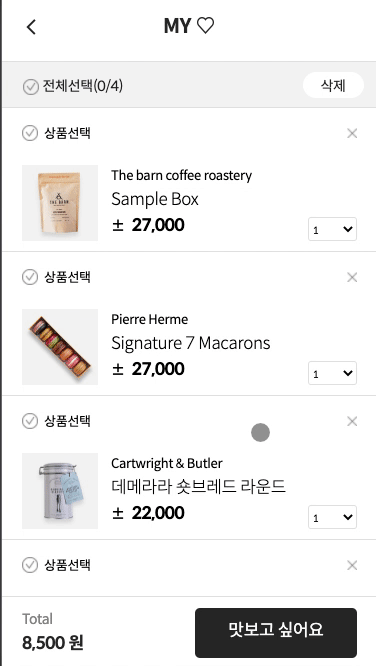 MY ♡
전체선택(0/4)
삭제
상품선택
The barn coffee roastery
Sample Box
± 27,000
1
상품선택
Pierre Herme
Signature 7 Macarons
± 27,000
1
상품선택
Cartwright & Butler
데메라라 숏브레드 라운드
± 22,000
1
상품선택
Total
8,500 원
맛보고 싶어요